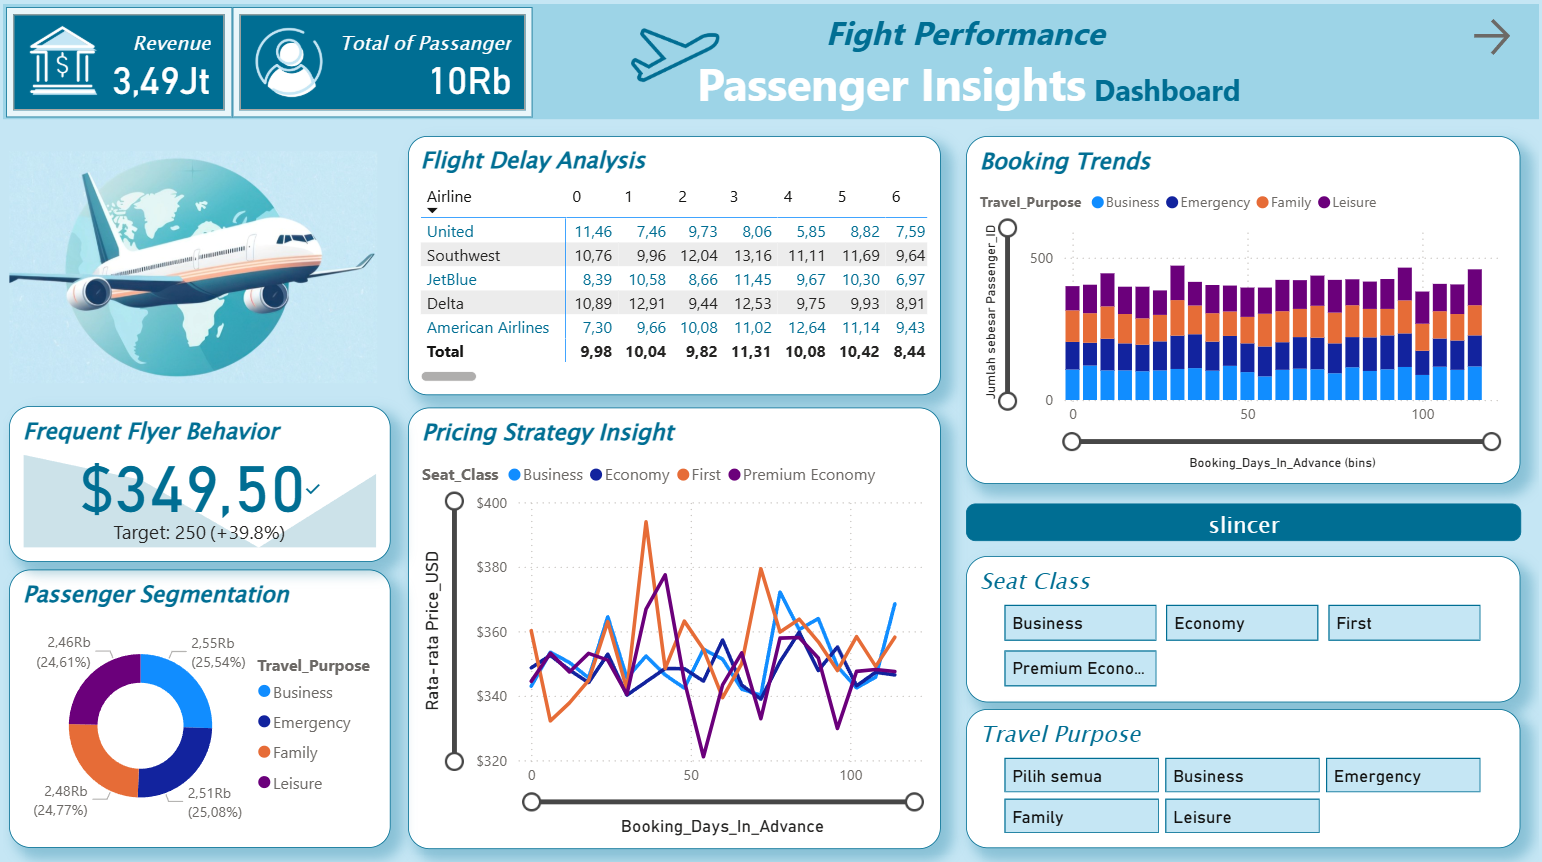 Revenue
3,49Jt
Total of Passanger
10Rb
Fight Performance
Passenger Insights Dashboard
$
Flight Delay Analysis
Airline 0 1 2 3 4 5 6
United 11,46 7,46 9,73 8,06 5,85 8,82 7,59
Southwest 10,76 9,96 12,04 13,16 11,11 11,69 9,64
JetBlue 8,39 10,58 8,66 11,45 9,67 10,30 6,97
Delta 10,89 12,91 9,44 12,53 9,75 9,93 8,91
American Airlines 7,30 9,66 10,08 11,02 12,64 11,14 9,43
Total 9,98 10,04 9,82 11,31 10,08 10,42 8,44
Booking Trends
Travel_Purpose Business Emergency Family Leisure
Jumlah sebesar Passenger_ID
500
0
0 50 100
Booking_Days_In_Advance (bins)
Frequent Flyer Behavior
$349,50
Target: 250 (+39.8%)
Passenger Segmentation
2,46Rb
(24,61%)
2,55Rb
(25,54%)
2,48Rb
(24,77%)
2,51Rb
(25,08%)
Travel_Purpose
Business
Emergency
Family
Leisure
Pricing Strategy Insight
Seat_Class Business Economy First Premium Economy
Rata-rata Price_USD
$400
$380
$360
$340
$320
0 50 100
Booking_Days_In_Advance
slincer
Seat Class
Business Economy First
Premium Econo...
Travel Purpose
Pilih semua Business Emergency
Family Leisure